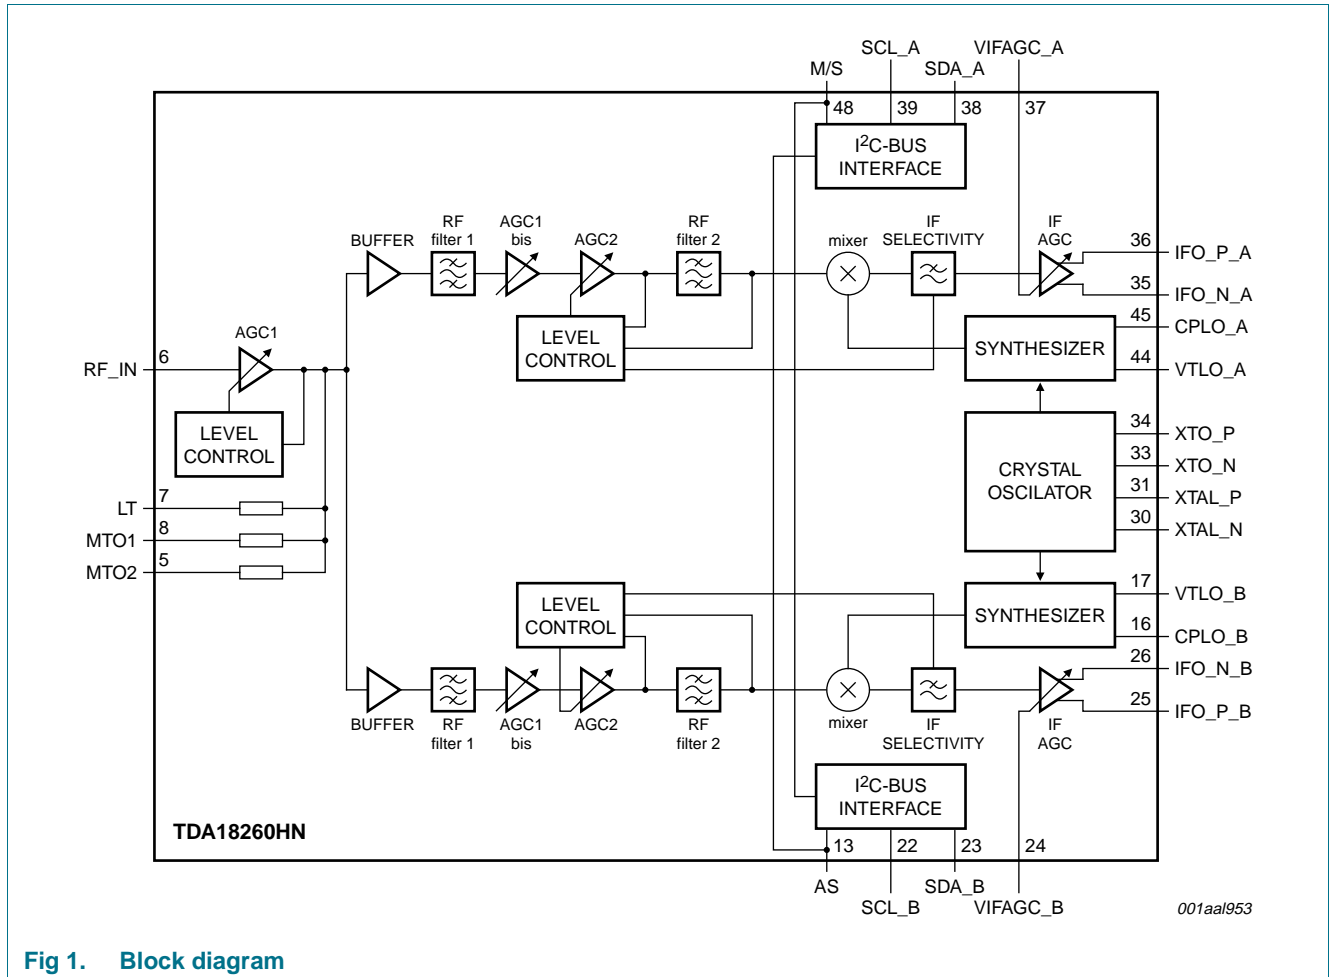 SCL_A VIFAGC_A
M/S SDA_A
48 39 38 37
I2C-BUS
INTERFACE
RF
filter 1
AGC1
bis
BUFFER
AGC2
RF
filter 2
mixer
IF
SELECTIVITY
IF
AGC
36 IFO_P_A
35 IFO_N_A
LEVEL
CONTROL
SYNTHESIZER
45 CPLO_A
44 VTLO_A
AGC1
RF_IN 6
LEVEL
CONTROL
CRYSTAL
OSCILATOR
34 XTO_P
33 XTO_N
31 XTAL_P
30 XTAL_N
LT 7
MTO1 8
MTO2 5
LEVEL
CONTROL
SYNTHESIZER
17 VTLO_B
16 CPLO_B
26 IFO_N_B
25 IFO_P_B
BUFFER
RF
filter 1
AGC1
bis
AGC2
RF
filter 2
mixer
IF
SELECTIVITY
IF
AGC
I2C-BUS
INTERFACE
TDA18260HN
13 22 23 24
AS SDA_B
SCL_B VIFAGC_B
001aal953
Fig 1. Block diagram